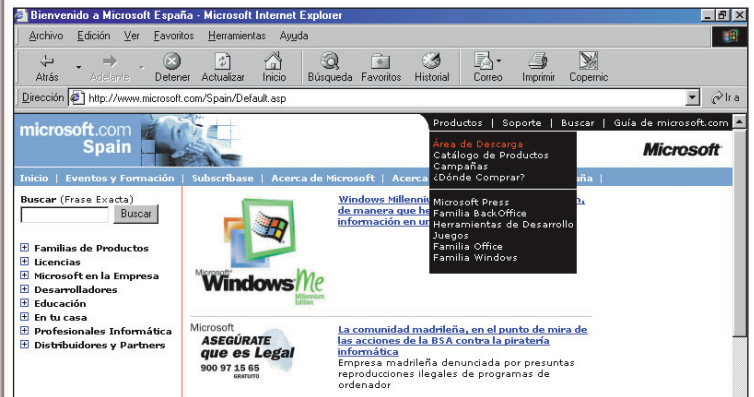 Bienvenido a Microsoft España - Microsoft Internet Explorer
Archivo Edición Ver Favoritos Herramientas Ayuda
Atrás Adelante Detener Actualizar Inicio Búsqueda Favoritos Historial Correo Imprimir Copernic
Dirección http://www.microsoft.com/Spain/Default.asp Ir a
Productos | Soporte | Buscar | Guía de microsoft.com
microsoft.com
Spain
Microsoft
Área de Descarga
Catálogo de Productos
Campañas
¿Dónde Comprar?
Microsoft Press
Familia BackOffice
Herramientas de Desarrollo
Juegos
Familia Office
Familia Windows
Inicio | Eventos y Formación | Subscríbase | Acerca de Microsoft | Acerca
Buscar (Frase Exacta)
Buscar
Familias de Productos
Licencias
Microsoft en la Empresa
Desarrolladores
Educación
En tu casa
Profesionales Informática
Distribuidores y Partners
Microsoft
Windows Me
Millennium
Edition
Windows
de manera que
información en
Microsoft
ASEGÚRATE
que es Legal
900 97 15 65
GRATUITO
La comunidad madrileña, en el punto de mira de
las acciones de la BSA contra la piratería
informática
Empresa madrileña denunciada por presuntas
reproducciones ilegales de programas de
ordenador